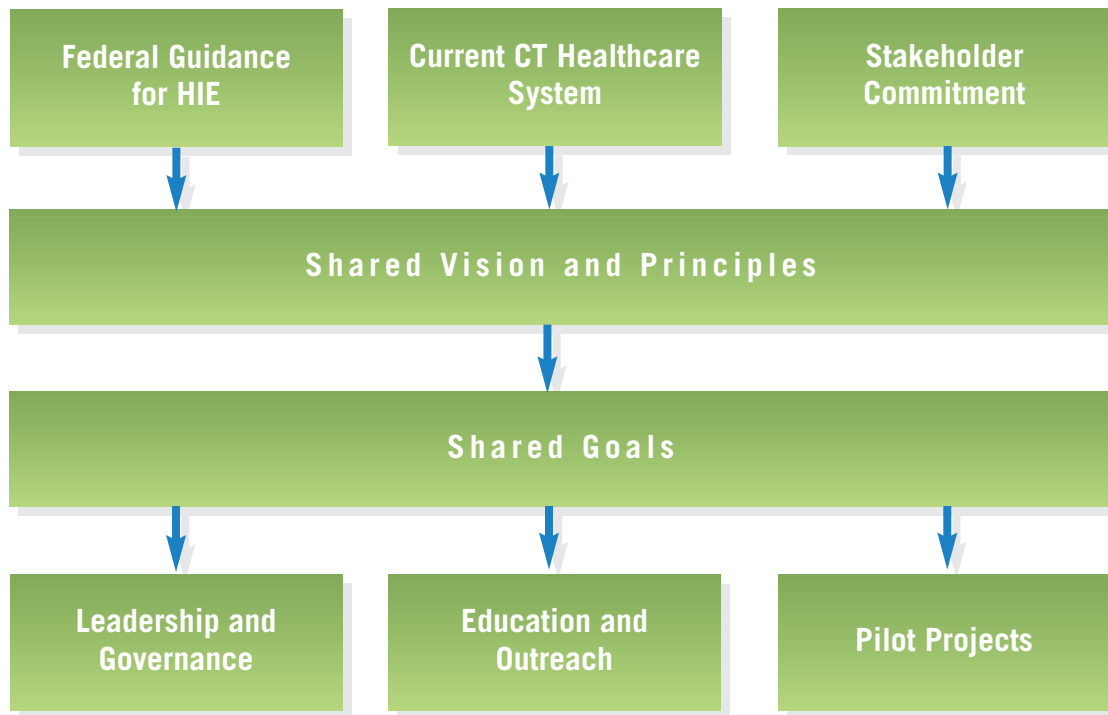 Federal Guidance
for HIE
Current CT Healthcare
System
Stakeholder
Commitment
Shared Vision and Principles
Shared Goals
Leadership and
Governance
Education and
Outreach
Pilot Projects